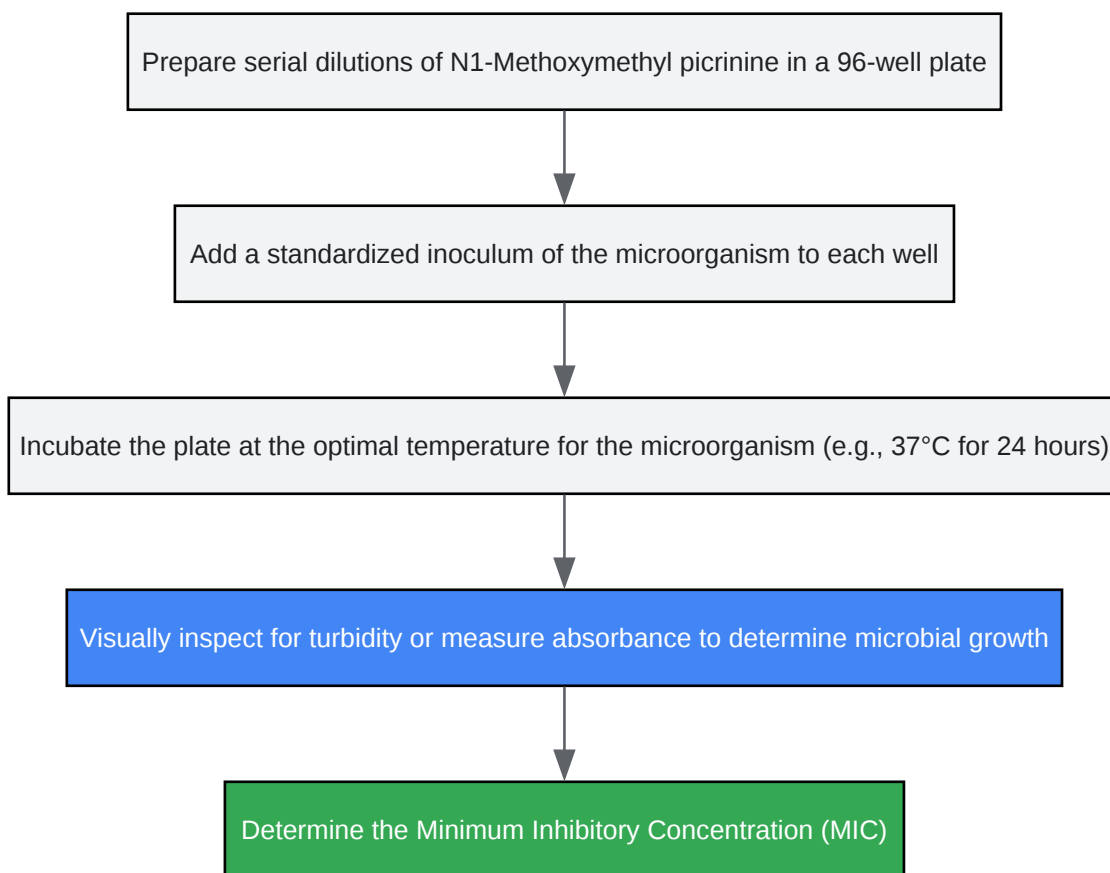 Prepare serial dilutions of N1-Methoxymethyl picrinine in a 96-well plate
Add a standardized inoculum of the microorganism to each well
Incubate the plate at the optimal temperature for the microorganism (e.g., 37°C for 24 hours)
Visually inspect for turbidity or measure absorbance to determine microbial growth
Determine the Minimum Inhibitory Concentration (MIC)